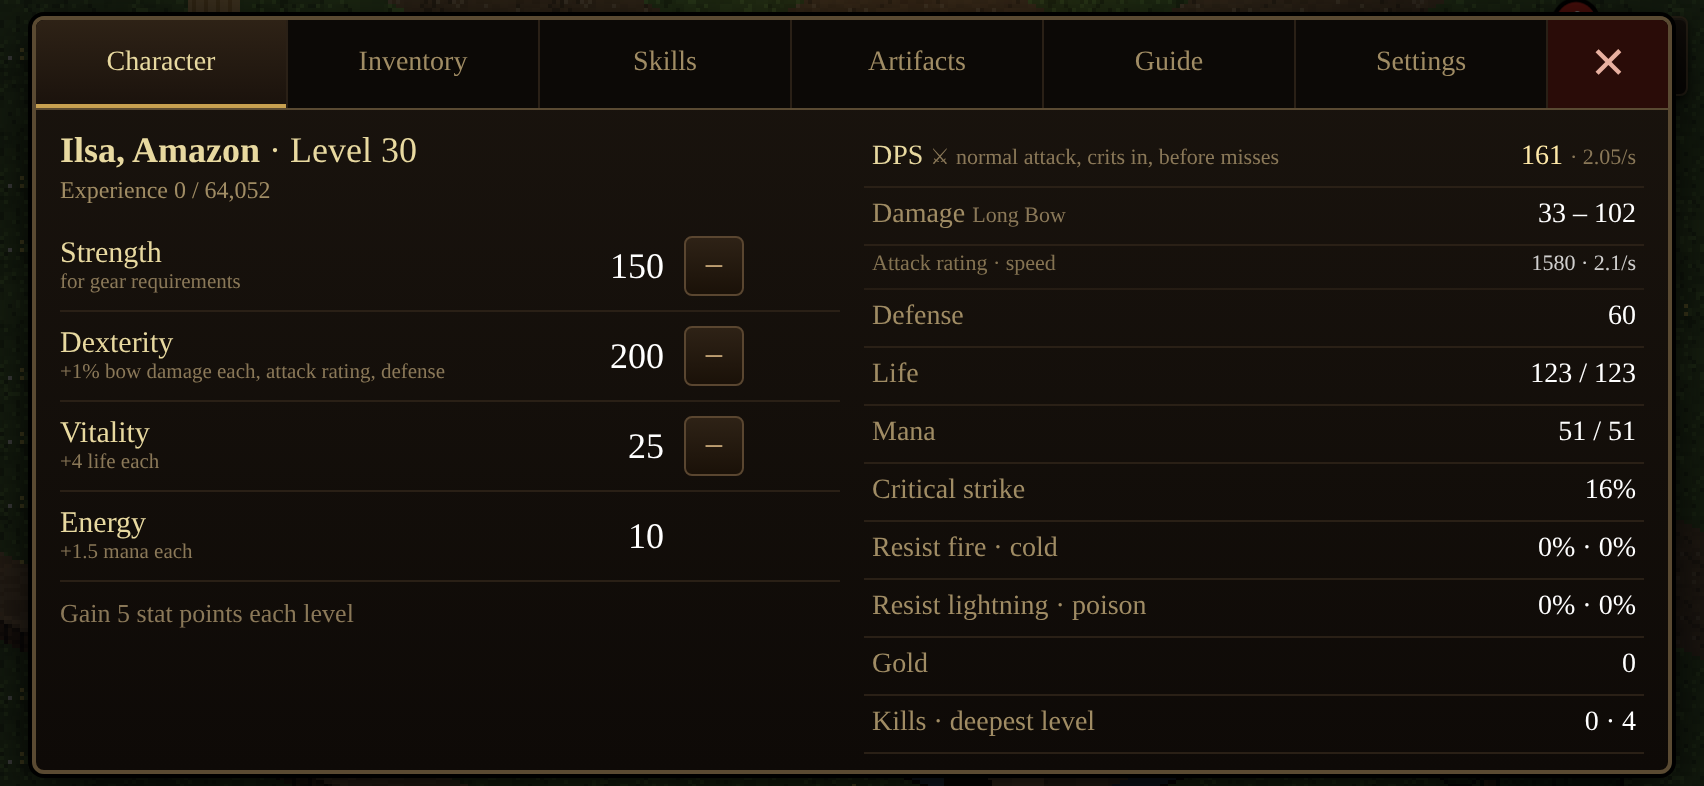 Character Inventory Skills Artifacts Guide Settings ✕
Ilsa, Amazon · Level 30
Experience 0 / 64,052
Strength 150 −
for gear requirements
Dexterity 200 −
+1% bow damage each, attack rating, defense
Vitality 25 −
+4 life each
Energy 10
+1.5 mana each
Gain 5 stat points each level
DPS ⚔ normal attack, crits in, before misses 161 · 2.05/s
Damage Long Bow 33 – 102
Attack rating · speed 1580 · 2.1/s
Defense 60
Life 123 / 123
Mana 51 / 51
Critical strike 16%
Resist fire · cold 0% · 0%
Resist lightning · poison 0% · 0%
Gold 0
Kills · deepest level 0 · 4